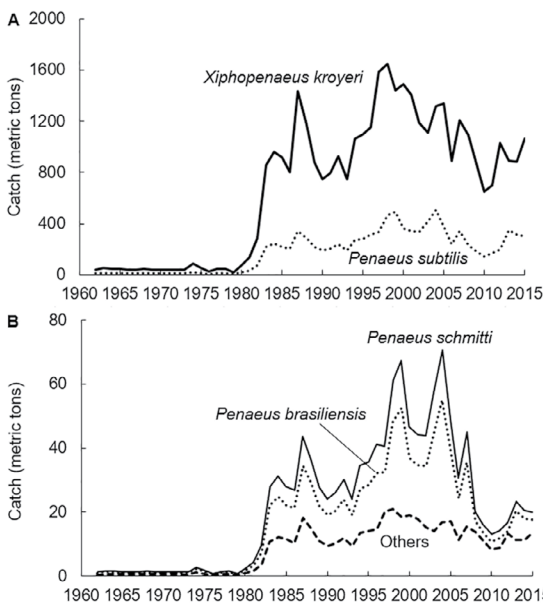 A
2000
1600
1200
800
400
0
Catch (metric tons)
Xiphopenaeus kroyeri
Penaeus subtilis
1960 1965 1970 1975 1980 1985 1990 1995 2000 2005 2010 2015
B
80
60
40
20
0
Catch (metric tons)
Penaeus schmitti
Penaeus brasiliensis
Others
1960 1965 1970 1975 1980 1985 1990 1995 2000 2005 2010 2015